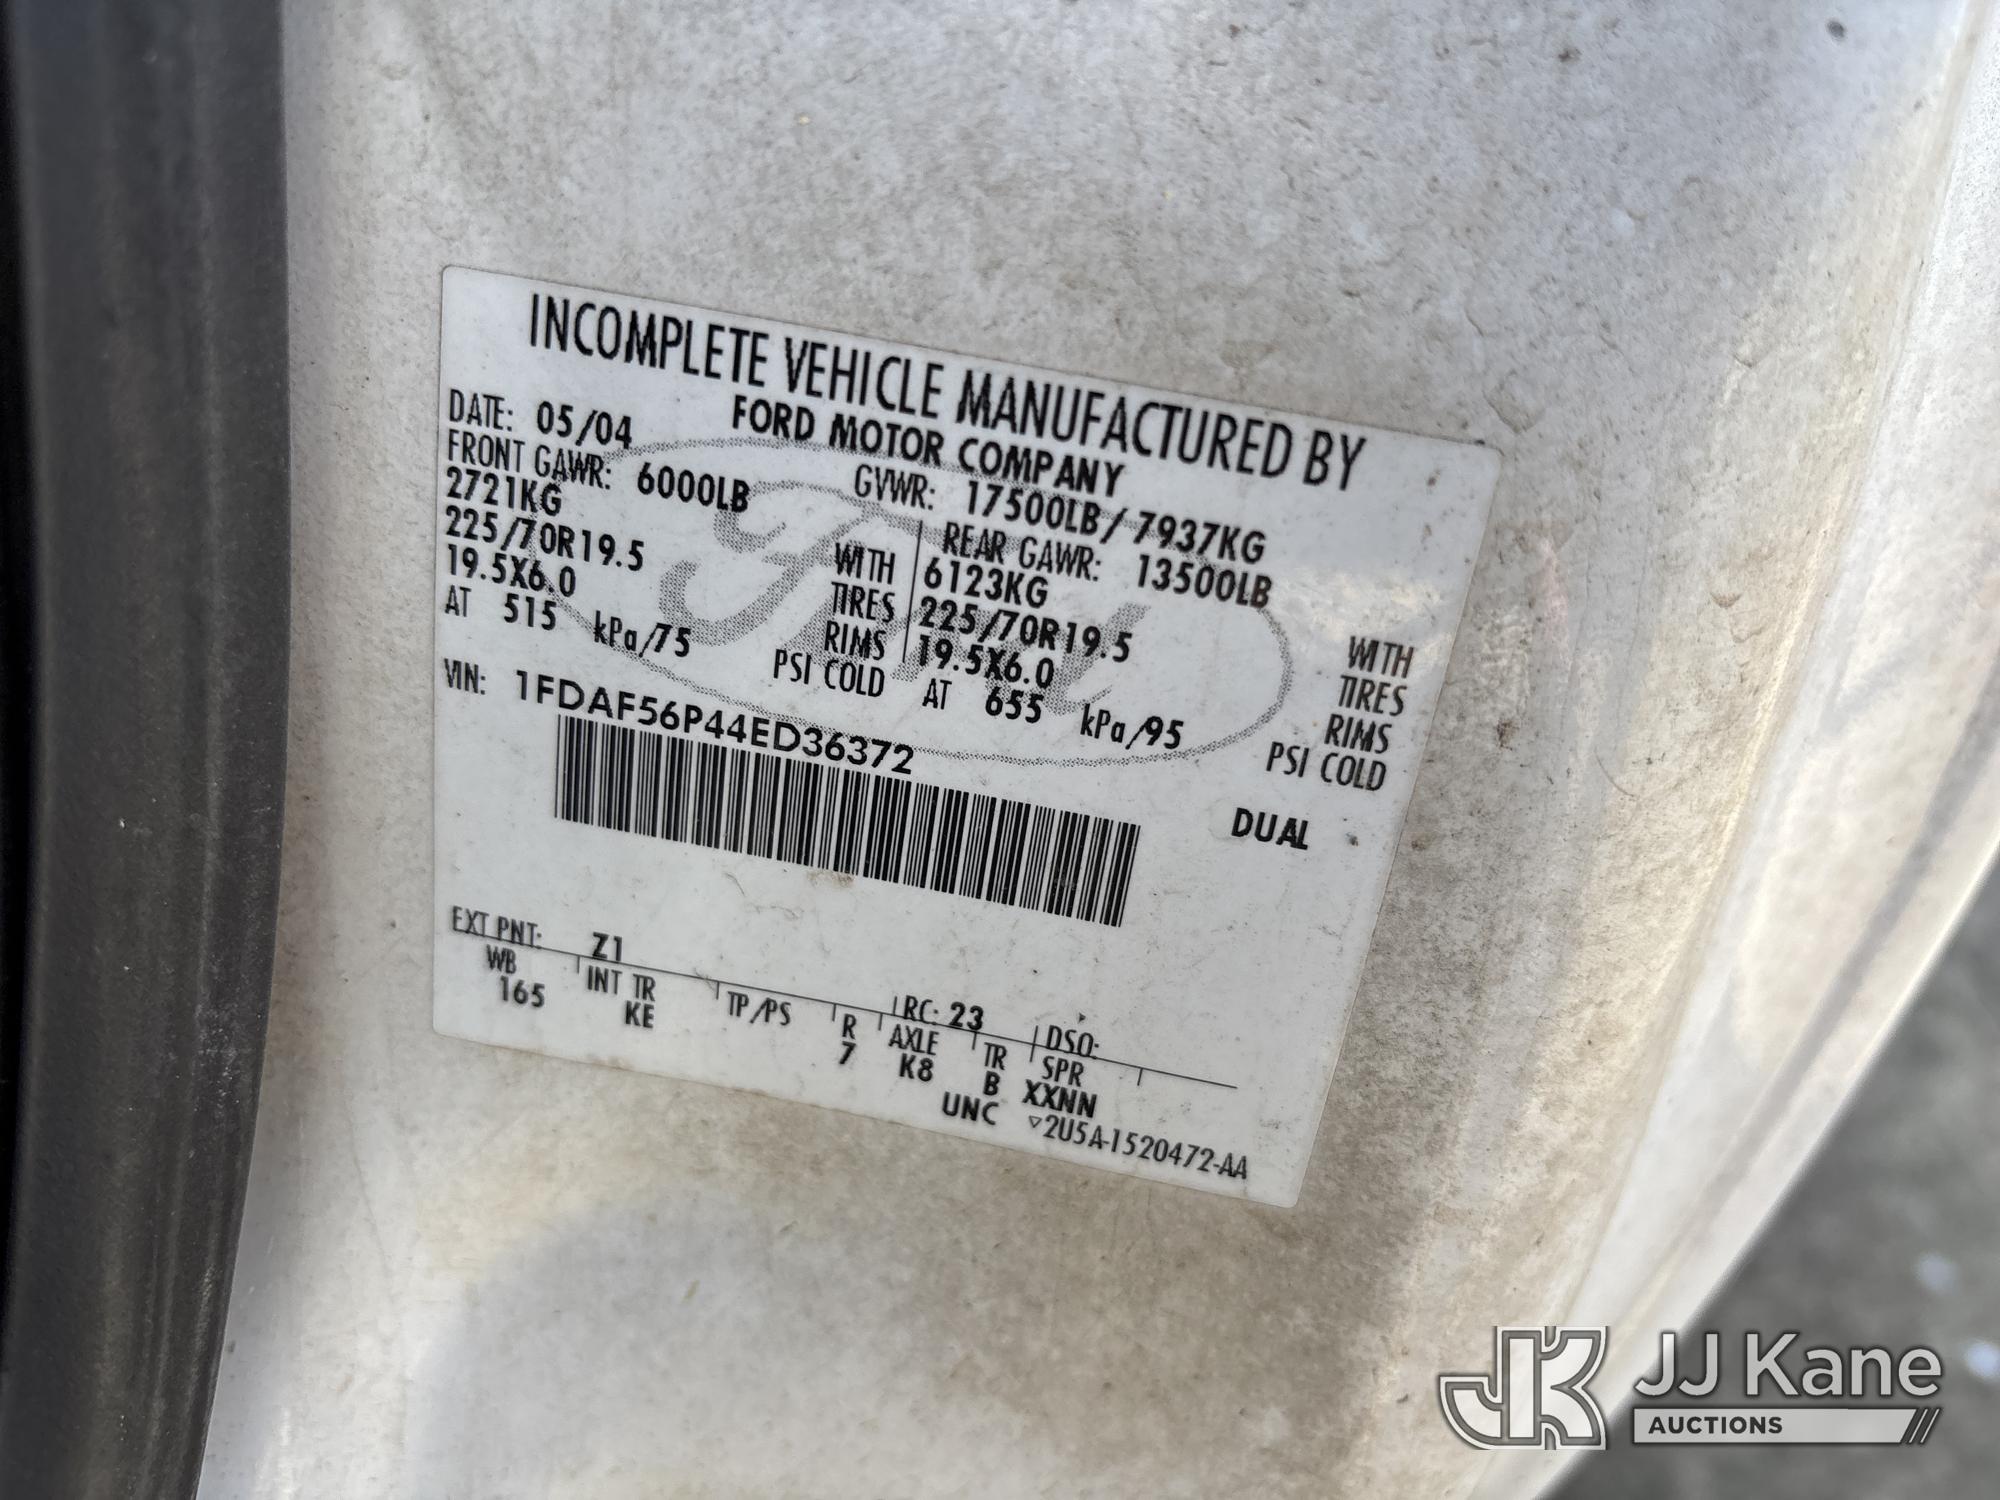 INCOMPLETE VEHICLE MANUFACTURED BY
FORD MOTOR COMPANY
DATE: 05/04 GVWR: 17500LB / 7937KG
FRONT GAWR: 6000LB REAR GAWR: 13500LB
2721KG WITH 6123KG WITH
225/70R19.5 TIRES 225/70R19.5 TIRES
19.5X6.0 RIMS 19.5X6.0 RIMS
AT 515 kPa/75 PSI COLD AT 655 kPa/95 PSI COLD
VIN: 1FDAF56P44ED36372
DUAL
Ford
EXT PNT: Z1 RC: 23 DSO:
WB INT TR TP/PS R AXLE TR SPR
165 KE 7 K8 B XXNN
UNC ▽2U5A-1520472-AA
JK JJ Kane
AUCTIONS